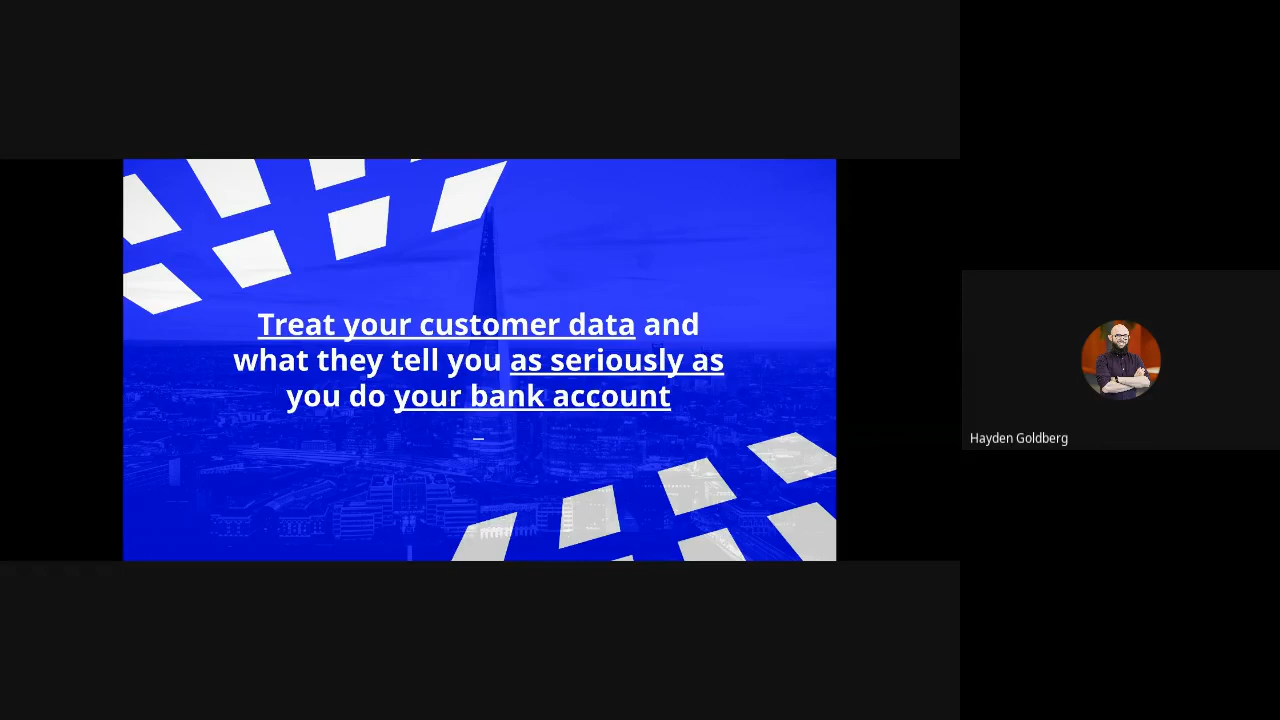 Treat your customer data and
what they tell you as seriously as
you do your bank account
_
Hayden Goldberg